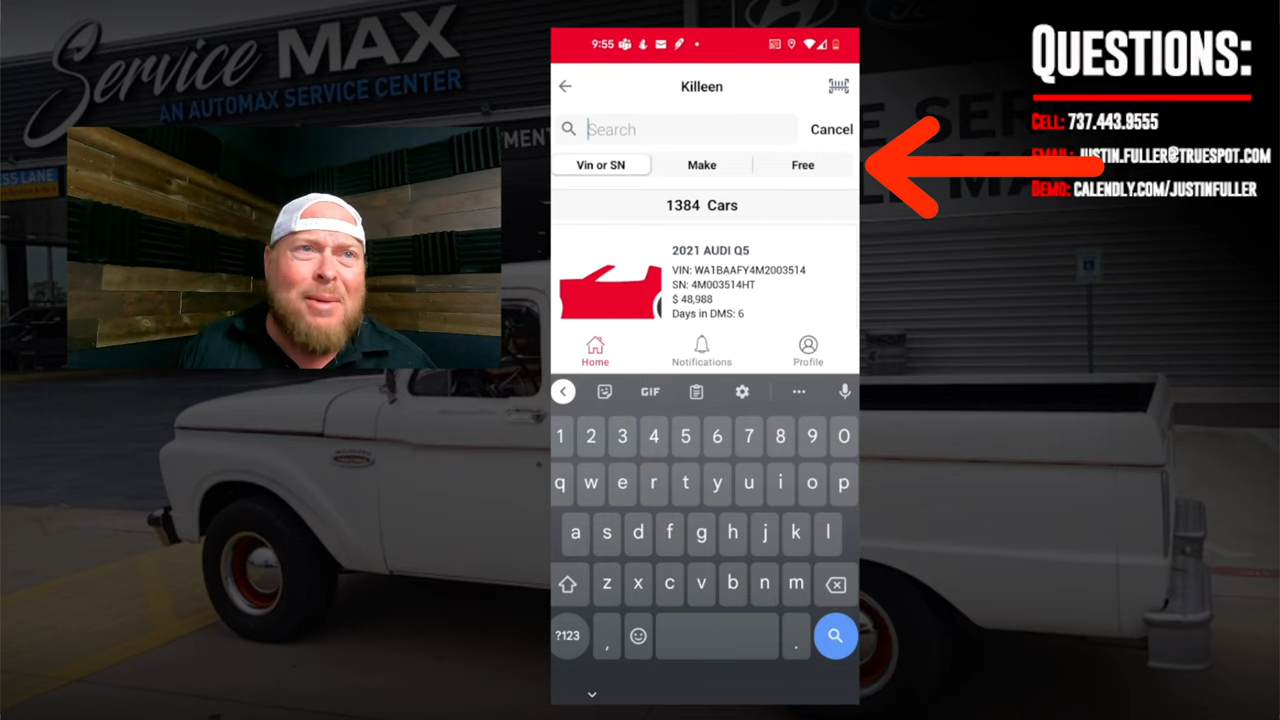 Service MAX
AN AUTOMAX SERVICE CENTER
QUESTIONS:
CELL: 737.443.9555
EMAIL: JUSTIN.FULLER@TRUESPOT.COM
DEMO: CALENDLY.COM/JUSTINFULLER
9:55
Killeen
Search
Cancel
Vin or SN
Make
Free
1384 Cars
2021 AUDI Q5
VIN: WA1BAAFY4M2003514
SN: 4M003514HT
$ 48,988
Days in DMS: 6
Home
Notifications
Profile
GIF
1 2 3 4 5 6 7 8 9 0
q w e r t y u i o p
a s d f g h j k l
z x c v b n m
?123 , .